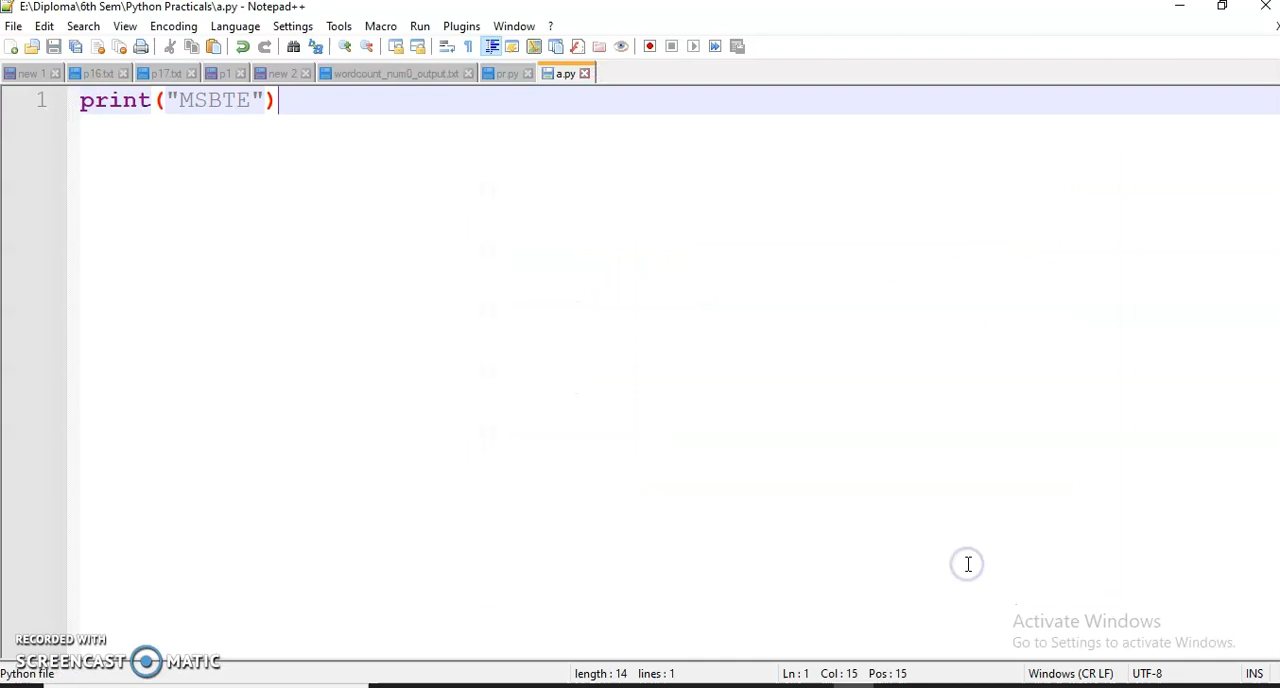 E:\Diploma\6th Sem\Python Practicals\a.py - Notepad++
File Edit Search View Encoding Language Settings Tools Macro Run Plugins Window ?
new 1 p16.txt p17.txt p1 new 2 wordcount_num0_output.txt pr.py a.py
1 print("MSBTE")
Activate Windows
Go to Settings to activate Windows.
RECORDED WITH
SCREENCAST MATIC
Python file length : 14 lines : 1 Ln : 1 Col : 15 Pos : 15 Windows (CR LF) UTF-8 INS